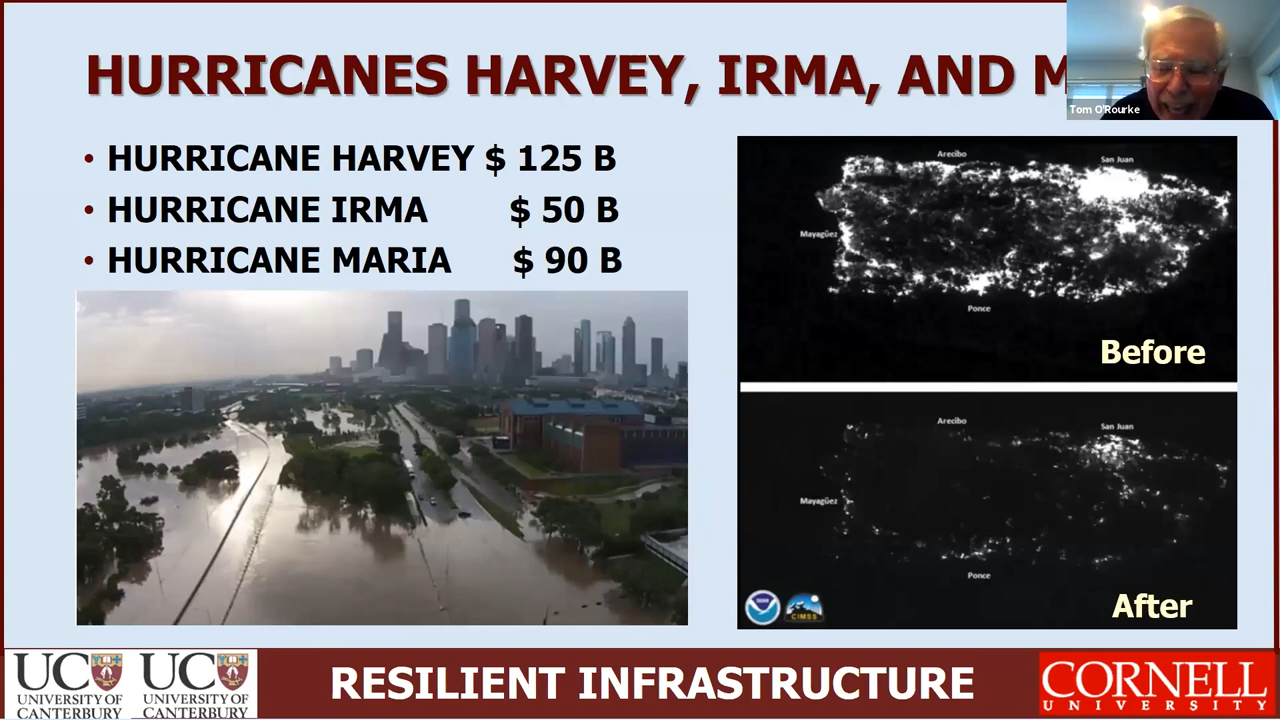 HURRICANES HARVEY, IRMA, AND M
Tom O'Rourke
• HURRICANE HARVEY $ 125 B
• HURRICANE IRMA $ 50 B
• HURRICANE MARIA $ 90 B
Arecibo
San Juan
Mayagüez
Ponce
Before
Arecibo
San Juan
Mayagüez
Ponce
After
NOAA
CIMSS
UC
UNIVERSITY OF
CANTERBURY
UC
UNIVERSITY OF
CANTERBURY
RESILIENT INFRASTRUCTURE
CORNELL
UNIVERSITY